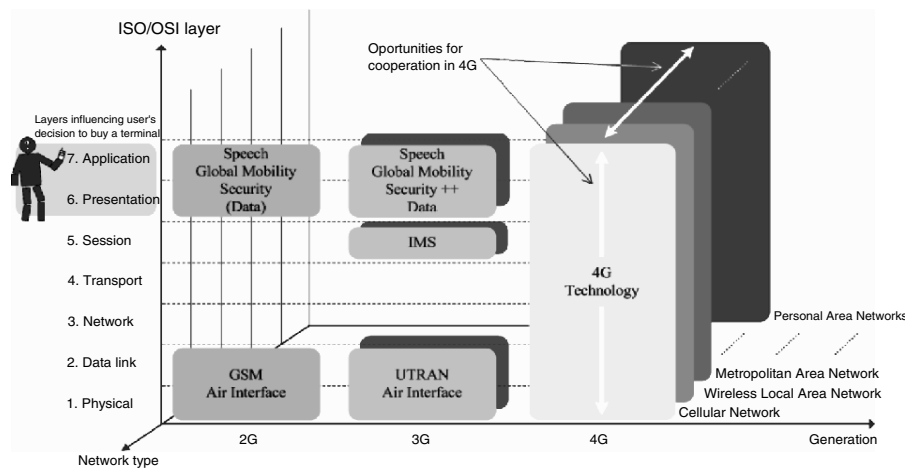 ISO/OSI layer
Oportunities for
cooperation in 4G
Layers influencing user's
decision to buy a terminal
7. Application
6. Presentation
5. Session
4. Transport
3. Network
2. Data link
1. Physical
Speech
Global Mobility
Security
(Data)
GSM
Air Interface
Speech
Global Mobility
Security ++
Data
IMS
UTRAN
Air Interface
4G
Technology
Personal Area Networks
Metropolitan Area Network
Wireless Local Area Network
Cellular Network
2G
3G
4G
Generation
Network type